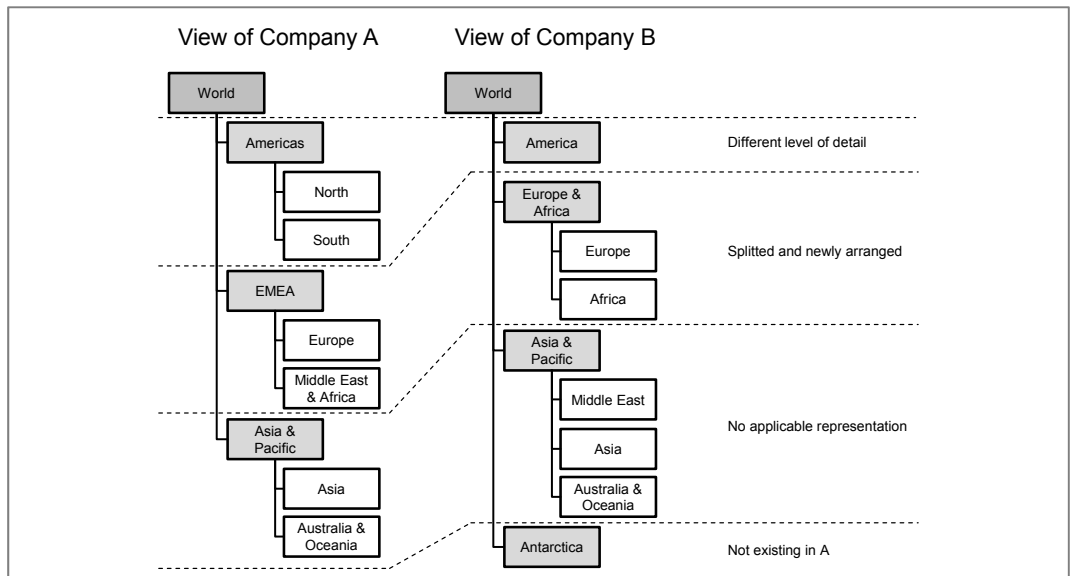 View of Company A
View of Company B
World
World
Americas
America
Different level of detail
North
Europe &
Africa
South
Europe
Splitted and newly arranged
EMEA
Africa
Europe
Asia &
Pacific
Middle East
& Africa
Middle East
Asia &
Pacific
No applicable representation
Asia
Asia
Australia &
Oceania
Australia &
Oceania
Antarctica
Not existing in A